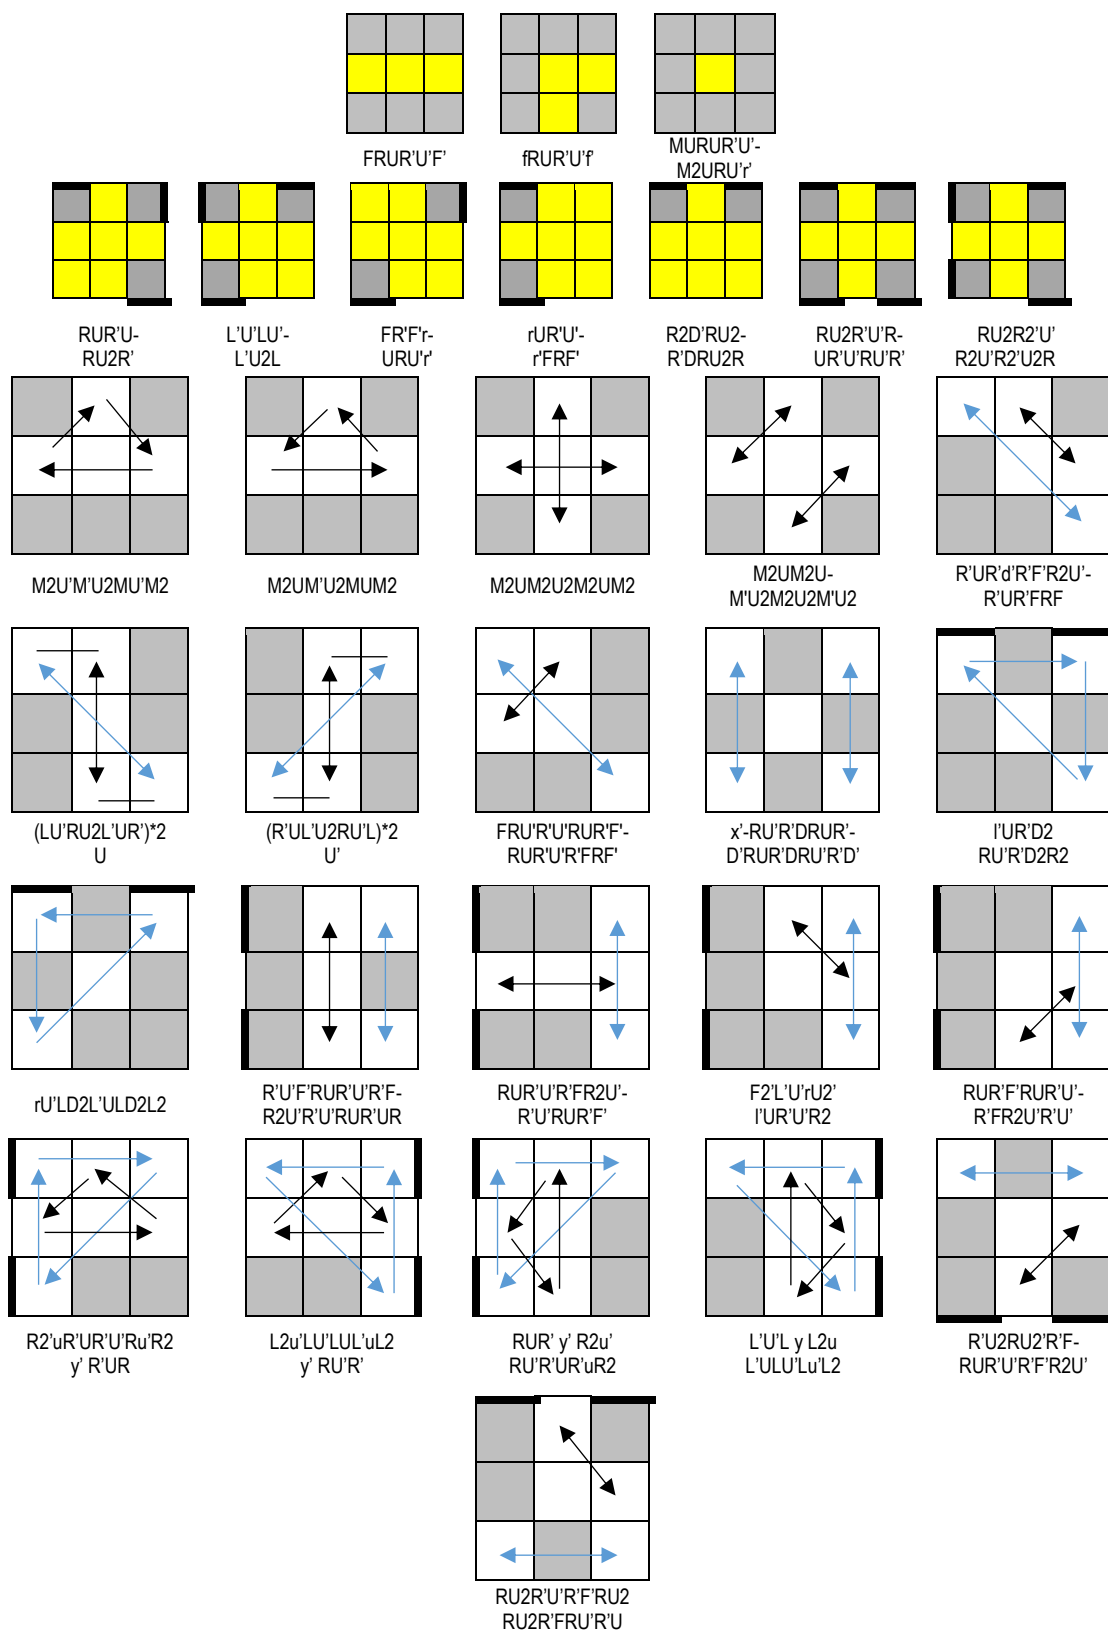 FRUR’U’F’
fRUR’U’f’
MURUR’U’-
M2URU’r’
RUR’U-
RU2R’
L’U’LU’-
L’U2L
FR'F'r-
URU'r'
rUR'U'-
r'FRF'
R2D’RU2-
R’DRU2R
RU2R’U’R-
UR’U’RU’R’
RU2R2’U’
R2U’R2’U2R
M2U’M’U2MU’M2
M2UM’U2MUM2
M2UM2U2M2UM2
M2UM2U-
M'U2M2U2M'U2
R’UR’d’R’F’R2U’-
R’UR’FRF
(LU’RU2L’UR’)*2
U
(R’UL’U2RU’L)*2
U’
FRU'R'U'RUR'F'-
RUR'U'R'FRF'
x’-RU’R’DRUR’-
D’RUR’DRU’R’D’
l’UR’D2
RU’R’D2R2
rU’LD2L’ULD2L2
R’U’F’RUR’U’R’F-
R2U’R’U’RUR’UR
RUR’U’R’FR2U’-
R’U’RUR’F’
F2’L’U’rU2’
l’UR’U’R2
RUR’F’RUR’U’-
R’FR2U’R’U’
R2’uR’UR’U’Ru’R2
y’ R’UR
L2u’LU’LUL’uL2
y’ RU’R’
RUR’ y’ R2u’
RU’R’UR’uR2
L’U’L y L2u
L’ULU’Lu’L2
R’U2RU2’R’F-
RUR’U’R’F’R2U’
RU2R’U’R’F’RU2
RU2R’FRU’R’U